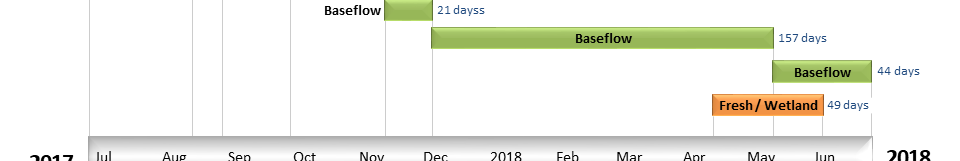 Baseflow 21 dayss
Baseflow 157 days
Baseflow 44 days
Fresh / Wetland 49 days
2017 Jul Aug Sep Oct Nov Dec 2018 Feb Mar Apr May Jun 2018